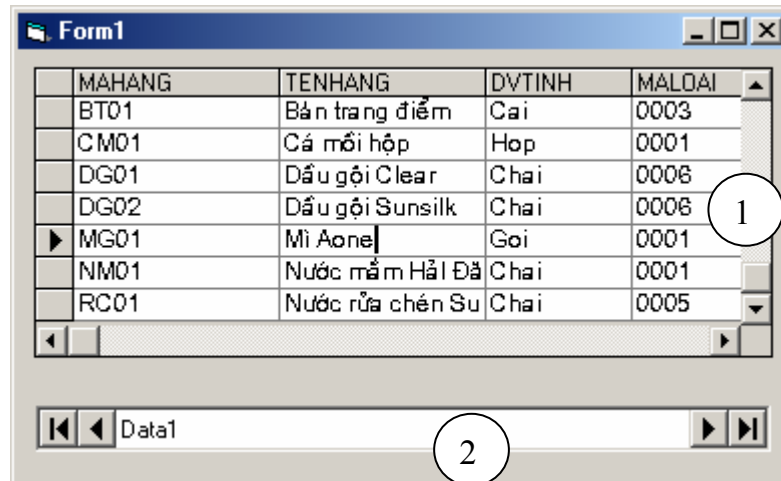 Form1
MAHANG TENHANG DVTINH MALOAI
BT01 Bàn trang điểm Cai 0003
CM01 Cá mồi hộp Hop 0001
DG01 Dầu gội Clear Chai 0006
DG02 Dầu gội Sunsilk Chai 0006
MG01 Mì Aone Goi 0001
NM01 Nước mắm Hải Đă Chai 0001
RC01 Nước rửa chén Su Chai 0005
1
Data1
2